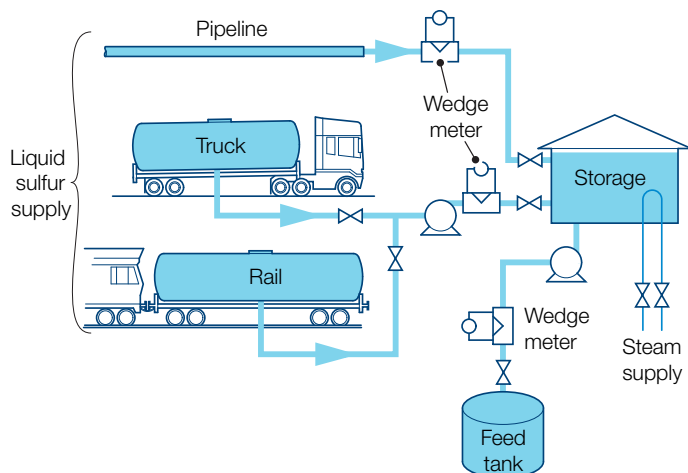 Pipeline
Wedge
meter
Truck
Liquid
sulfur
supply
Storage
Rail
Wedge
meter
Steam
supply
Feed
tank